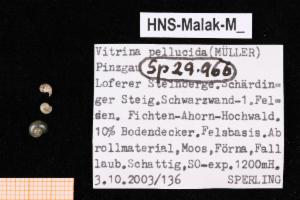 HNS-Malak-M_
Vitrina pellucida(MÜLLER)
Pinzgau Sp29.966
Loferer Steinberge.Schärdin=
ger Steig.Schwarzwand-1.Fel=
den. Fichten-Ahorn-Hochwald.
10% Bodendecker.Felsbasis.Ab
rollmaterial,Moos,Förna,Fall
laub.Schattig,SO-exp.1200mH.
3.10.2003/136 SPERLING